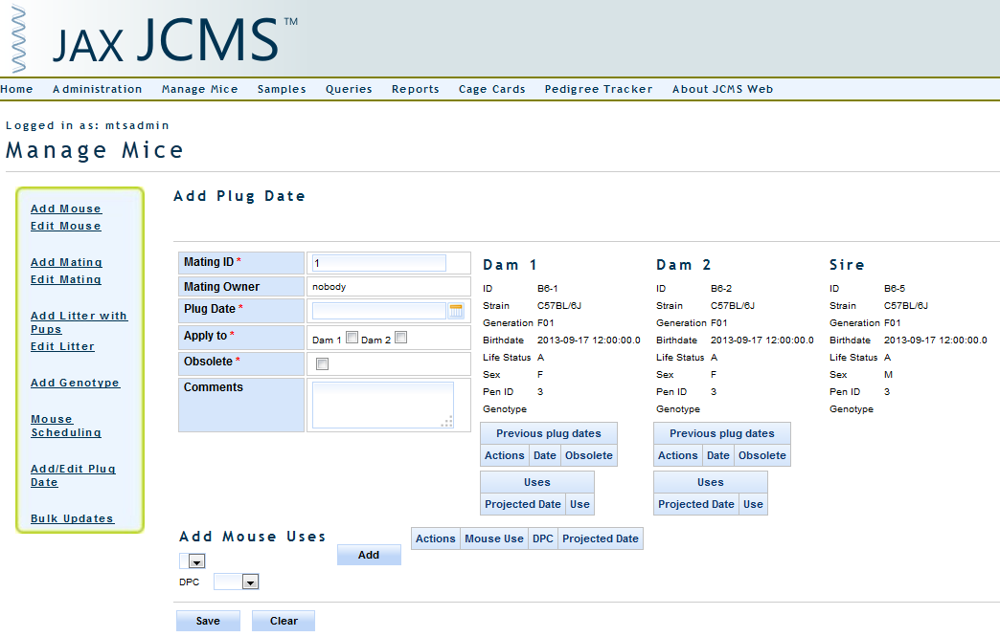 JAX JCMS™
Home Administration Manage Mice Samples Queries Reports Cage Cards Pedigree Tracker About JCMS Web
Logged in as: mtsadmin
Manage Mice
Add Mouse
Edit Mouse
Add Mating
Edit Mating
Add Litter with
Pups
Edit Litter
Add Genotype
Mouse
Scheduling
Add/Edit Plug
Date
Bulk Updates
Add Plug Date
Mating ID * 1
Mating Owner nobody
Plug Date *
Apply to * Dam 1 Dam 2
Obsolete *
Comments
Dam 1
ID B6-1
Strain C57BL/6J
Generation F01
Birthdate 2013-09-17 12:00:00.0
Life Status A
Sex F
Pen ID 3
Genotype
Previous plug dates
Actions Date Obsolete
Uses
Projected Date Use
Dam 2
ID B6-2
Strain C57BL/6J
Generation F01
Birthdate 2013-09-17 12:00:00.0
Life Status A
Sex F
Pen ID 3
Genotype
Previous plug dates
Actions Date Obsolete
Uses
Projected Date Use
Sire
ID B6-5
Strain C57BL/6J
Generation F01
Birthdate 2013-09-17 12:00:00.0
Life Status A
Sex M
Pen ID 3
Genotype
Add Mouse Uses
DPC
Add
Actions Mouse Use DPC Projected Date
Save Clear